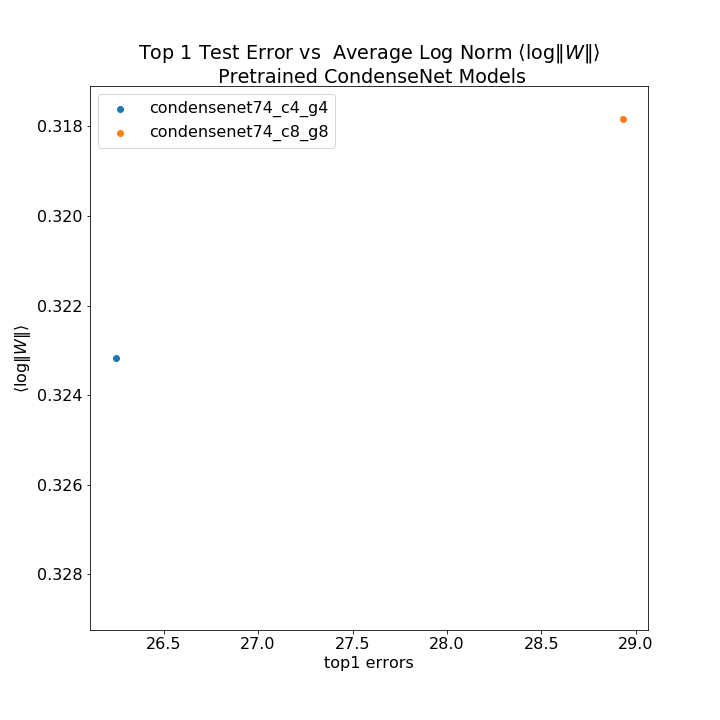 Top 1 Test Error vs  Average Log Norm ⟨log‖W‖⟩
Pretrained CondenseNet Models
condensenet74_c4_g4
condensenet74_c8_g8
0.318
0.320
0.322
0.324
0.326
0.328
⟨log‖W‖⟩
26.5
27.0
27.5
28.0
28.5
29.0
top1 errors